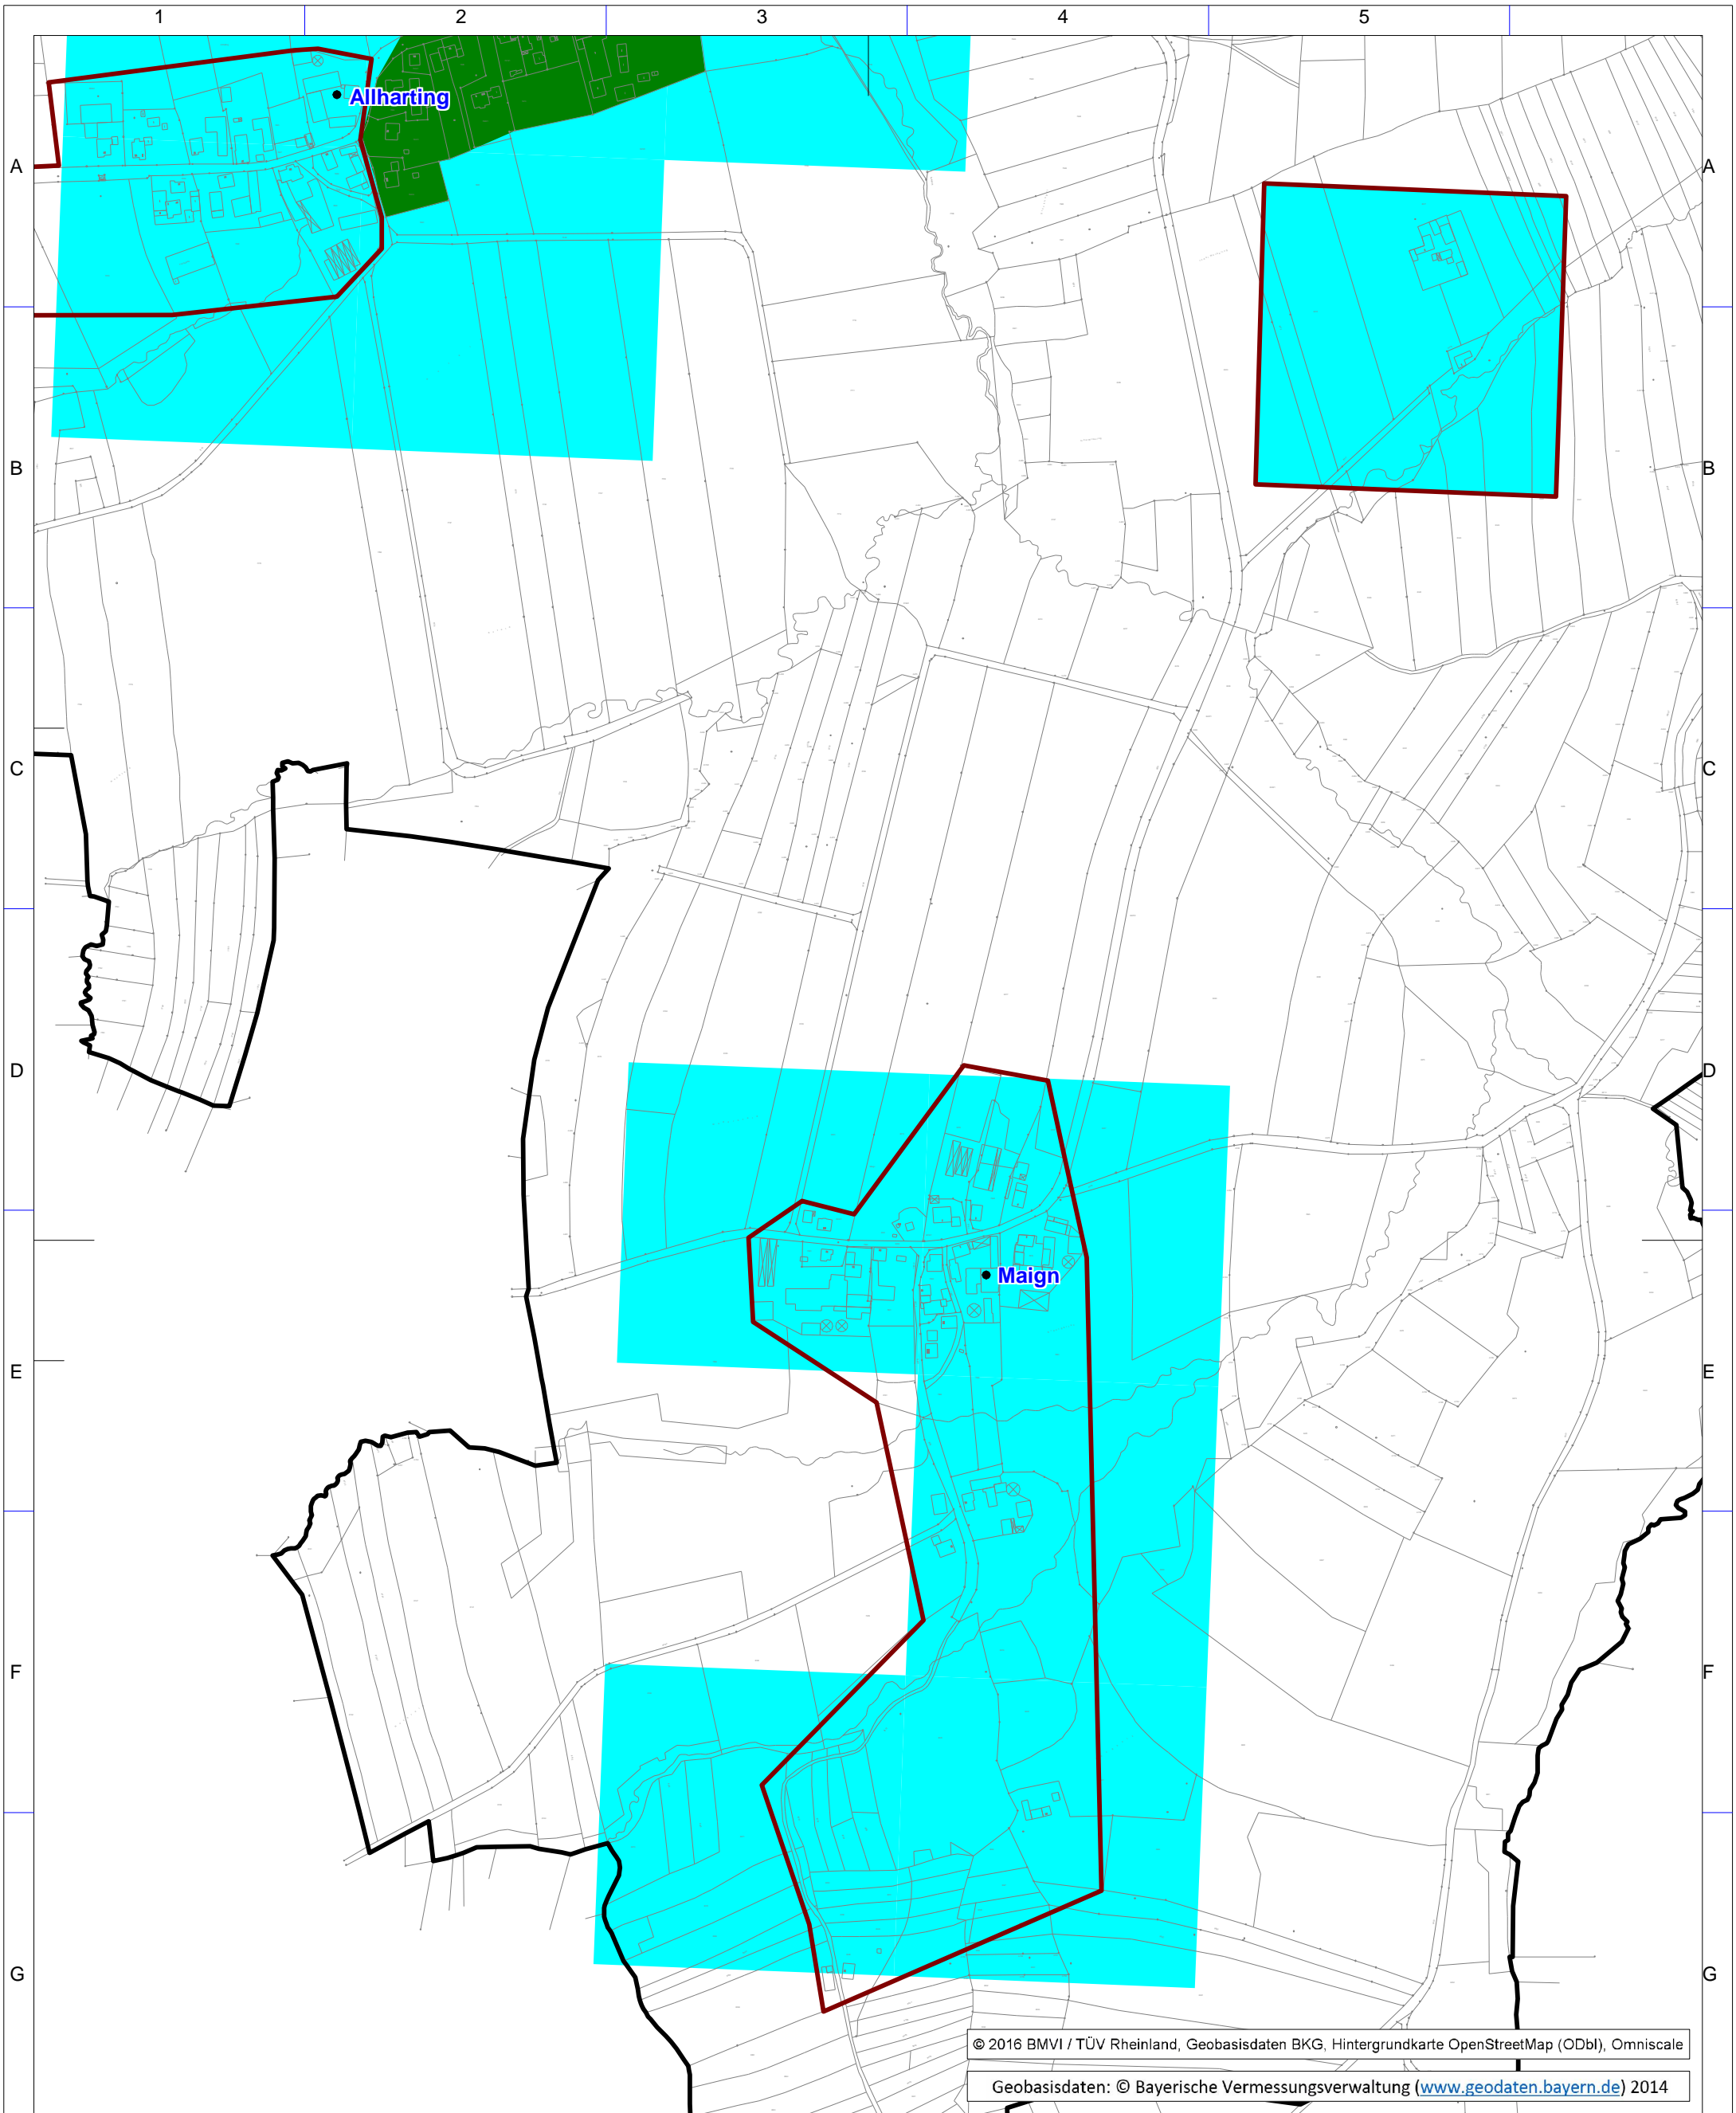 1 2 3 4 5
Allharting
A A
B B
C C
D D
Maign
E E
F F
G G
© 2016 BMVI / TÜV Rheinland, Geobasisdaten BKG, Hintergrundkarte OpenStreetMap (ODbl), Omniscale
Geobasisdaten: © Bayerische Vermessungsverwaltung (www.geodaten.bayern.de) 2014